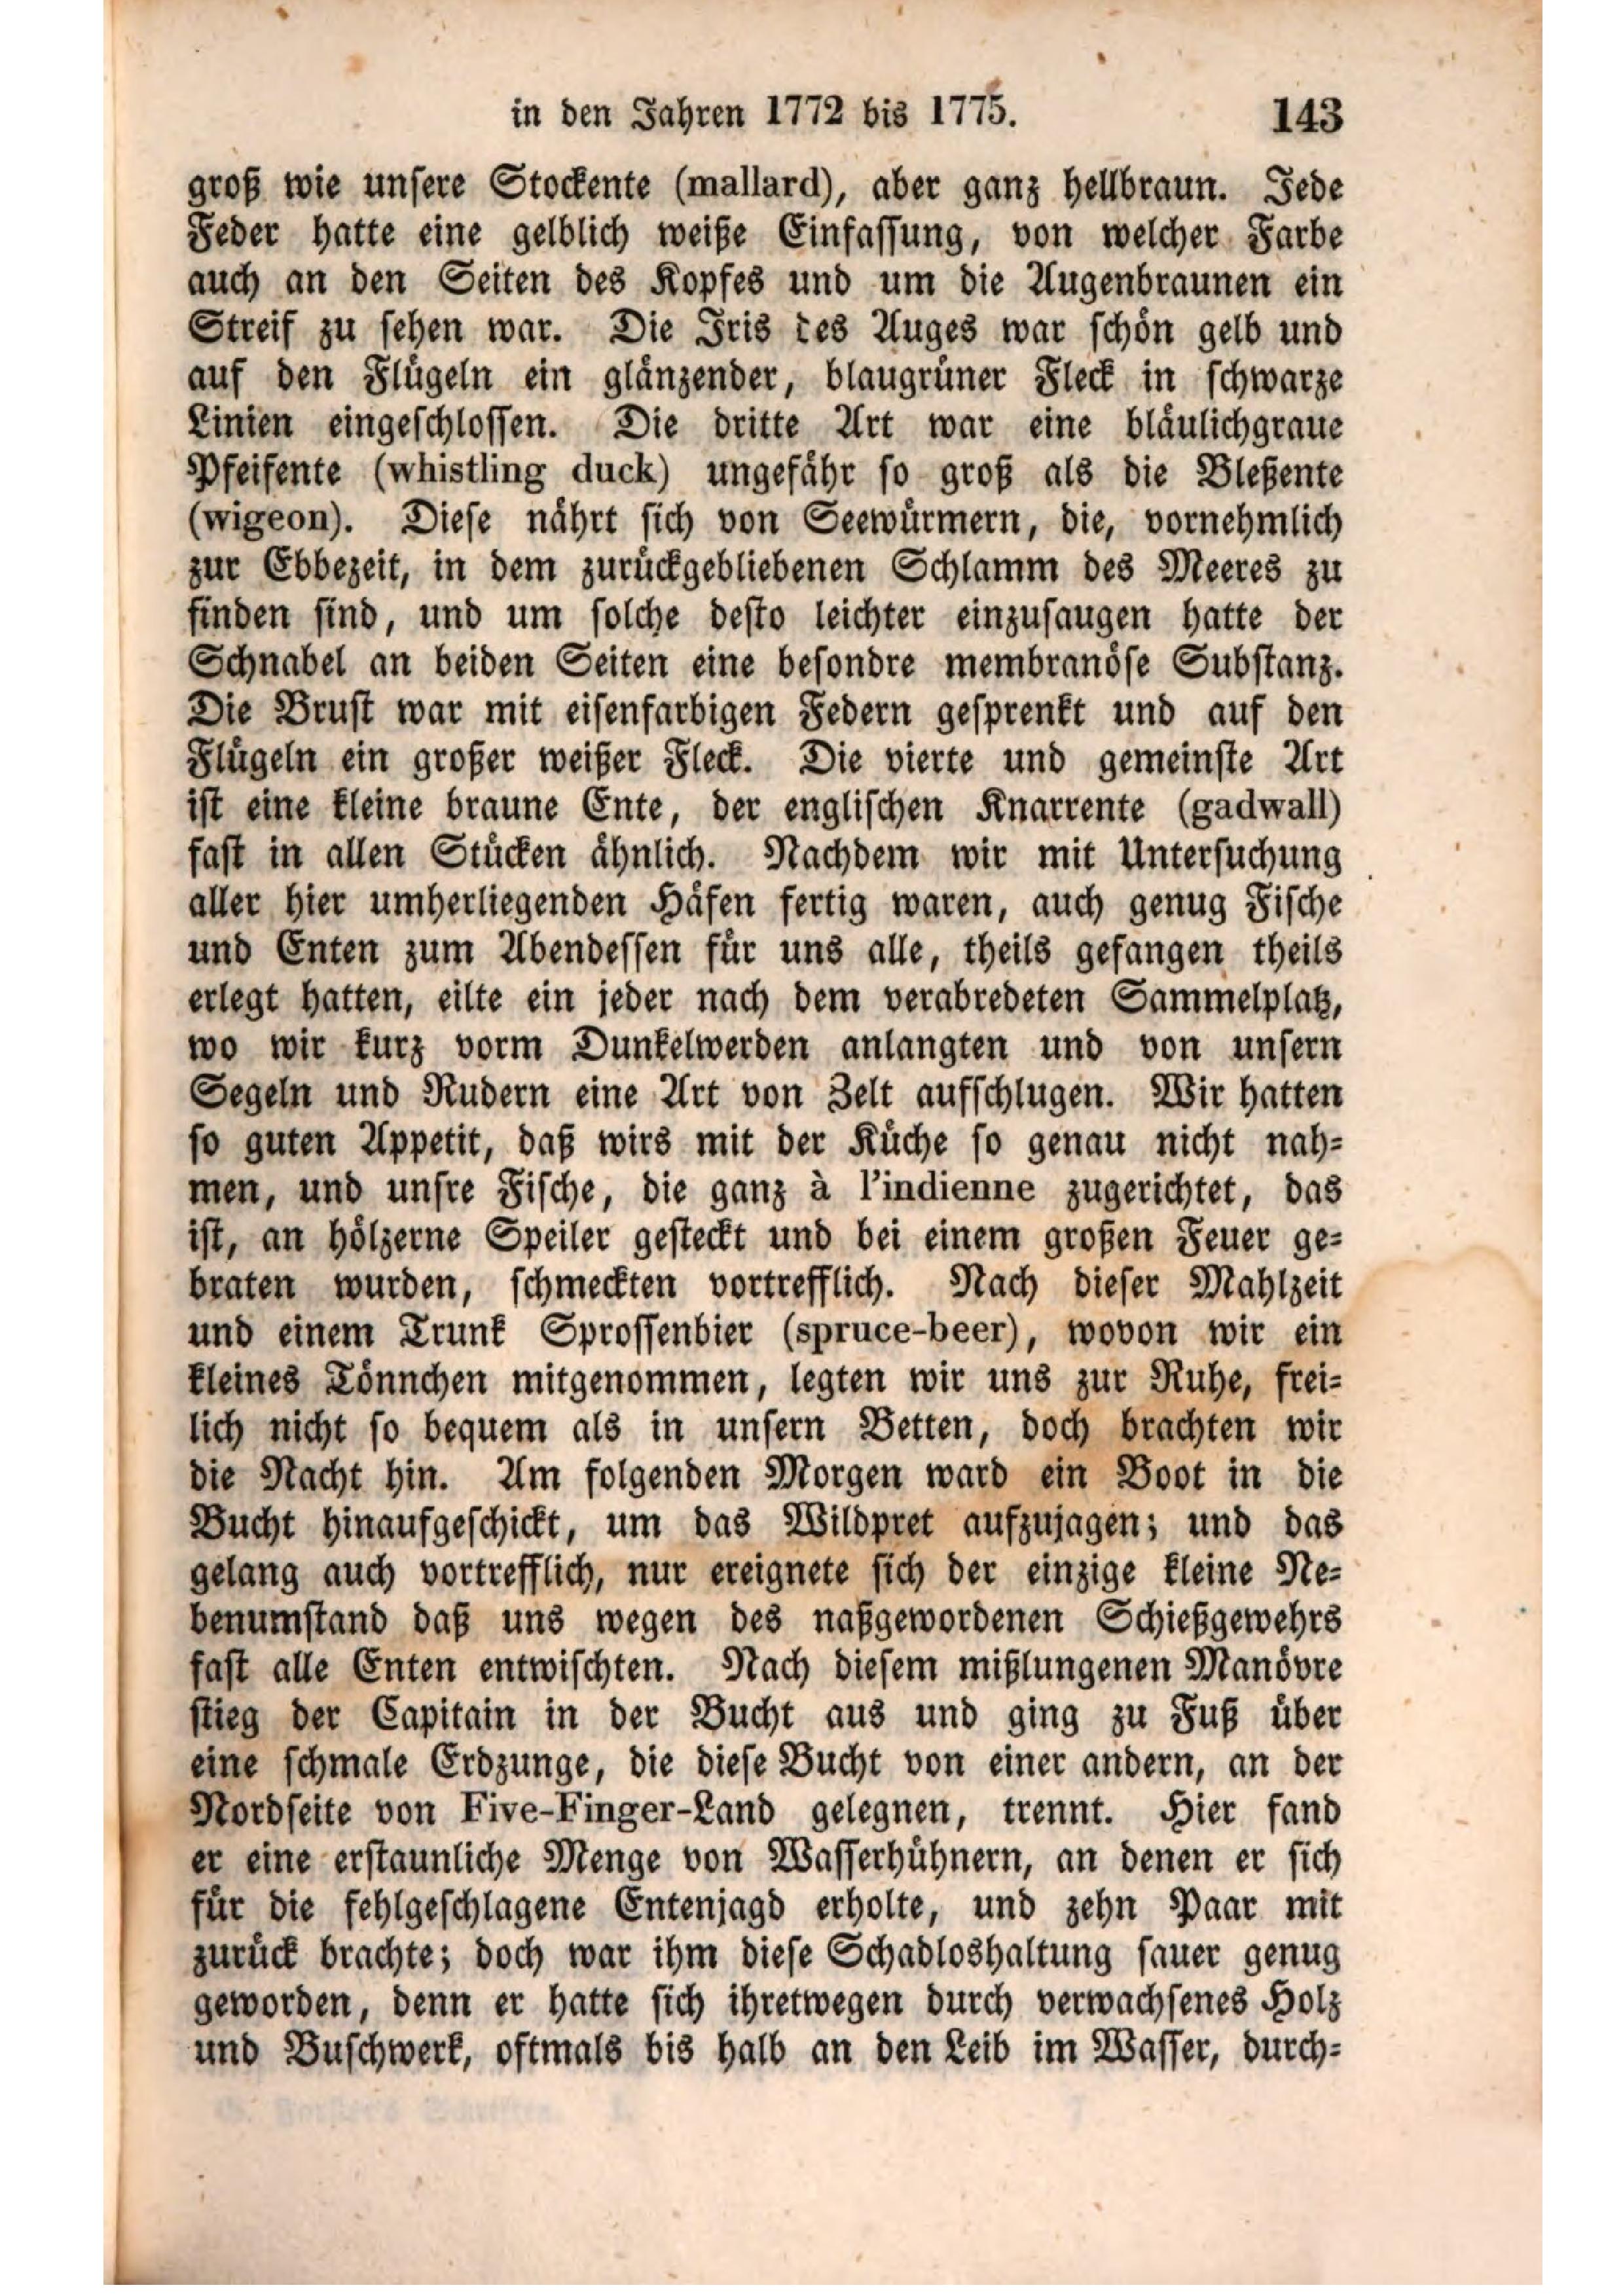 in den Jahren 1772 bis 1775. 143
groß wie unsere Stockente (mallard), aber ganz hellbraun. Jede
Feder hatte eine gelblich weiße Einfassung, von welcher Farbe
auch an den Seiten des Kopfes und um die Augenbraunen ein
Streif zu sehen war. Die Iris des Auges war schön gelb und
auf den Flügeln ein glänzender, blaugrüner Fleck in schwarze
Linien eingeschlossen. Die dritte Art war eine bläulichgraue
Pfeifente (whistling duck) ungefähr so groß als die Bleßente
(wigeon). Diese nährt sich von Seewürmern, die, vornehmlich
zur Ebbezeit, in dem zurückgebliebenen Schlamm des Meeres zu
finden sind, und um solche desto leichter einzusaugen hatte der
Schnabel an beiden Seiten eine besondre membranöse Substanz.
Die Brust war mit eisenfarbigen Federn gesprenkt und auf den
Flügeln ein großer weißer Fleck. Die vierte und gemeinste Art
ist eine kleine braune Ente, der englischen Knarrente (gadwall)
fast in allen Stücken ähnlich. Nachdem wir mit Untersuchung
aller hier umherliegenden Häfen fertig waren, auch genug Fische
und Enten zum Abendessen für uns alle, theils gefangen theils
erlegt hatten, eilte ein jeder nach dem verabredeten Sammelplatz,
wo wir kurz vorm Dunkelwerden anlangten und von unsern
Segeln und Rudern eine Art von Zelt aufschlugen. Wir hatten
so guten Appetit, daß wirs mit der Küche so genau nicht nah-
men, und unsre Fische, die ganz à l'indienne zugerichtet, das
ist, an hölzerne Speiler gesteckt und bei einem großen Feuer ge-
braten wurden, schmeckten vortrefflich. Nach dieser Mahlzeit
und einem Trunk Sprossenbier (spruce-beer), wovon wir ein
kleines Tönnchen mitgenommen, legten wir uns zur Ruhe, frei-
lich nicht so bequem als in unsern Betten, doch brachten wir
die Nacht hin. Am folgenden Morgen ward ein Boot in die
Bucht hinaufgeschickt, um das Wildpret aufzujagen; und das
gelang auch vortrefflich, nur ereignete sich der einzige kleine Ne-
benumstand daß uns wegen des naßgewordenen Schießgewehrs
fast alle Enten entwischten. Nach diesem mißlungenen Manövre
stieg der Capitain in der Bucht aus und ging zu Fuß über
eine schmale Erdzunge, die diese Bucht von einer andern, an der
Nordseite von Five-Finger-Land gelegnen, trennt. Hier fand
er eine erstaunliche Menge von Wasserhühnern, an denen er sich
für die fehlgeschlagene Entenjagd erholte, und zehn Paar mit
zurück brachte; doch war ihm diese Schadloshaltung sauer genug
geworden, denn er hatte sich ihretwegen durch verwachsenes Holz
und Buschwerk, oftmals bis halb an den Leib im Wasser, durch-